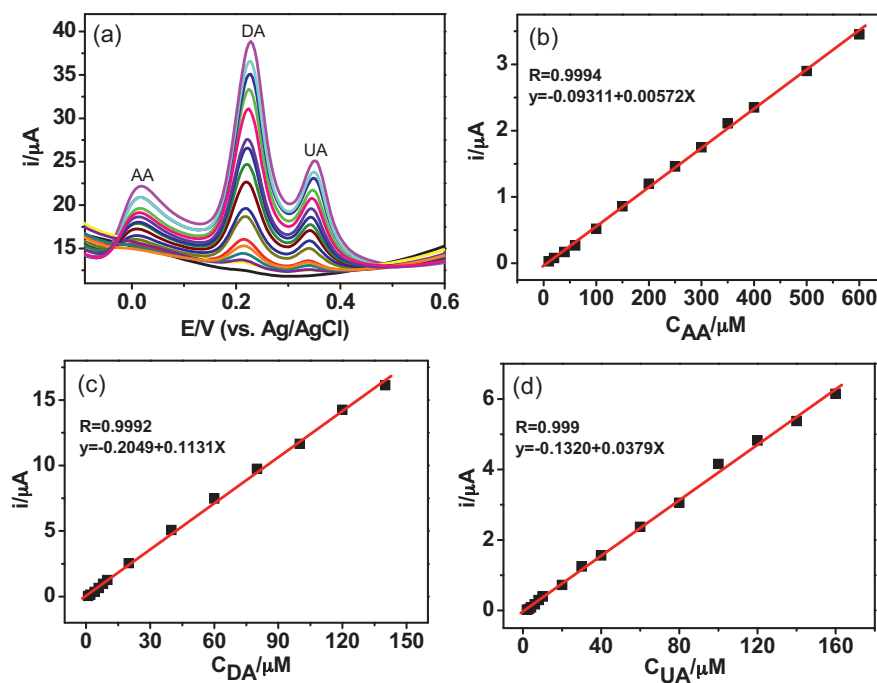 (a)
DA
AA
UA
i/μA
40
35
30
25
20
15
0.0 0.2 0.4 0.6
E/V (vs. Ag/AgCl)
(b)
R=0.9994
y=-0.09311+0.00572X
i/μA
3
2
1
0
0 100 200 300 400 500 600
C_AA/μM
(c)
R=0.9992
y=-0.2049+0.1131X
i/μA
15
10
5
0
0 30 60 90 120 150
C_DA/μM
(d)
R=0.999
y=-0.1320+0.0379X
i/μA
6
4
2
0
0 40 80 120 160
C_UA/μM